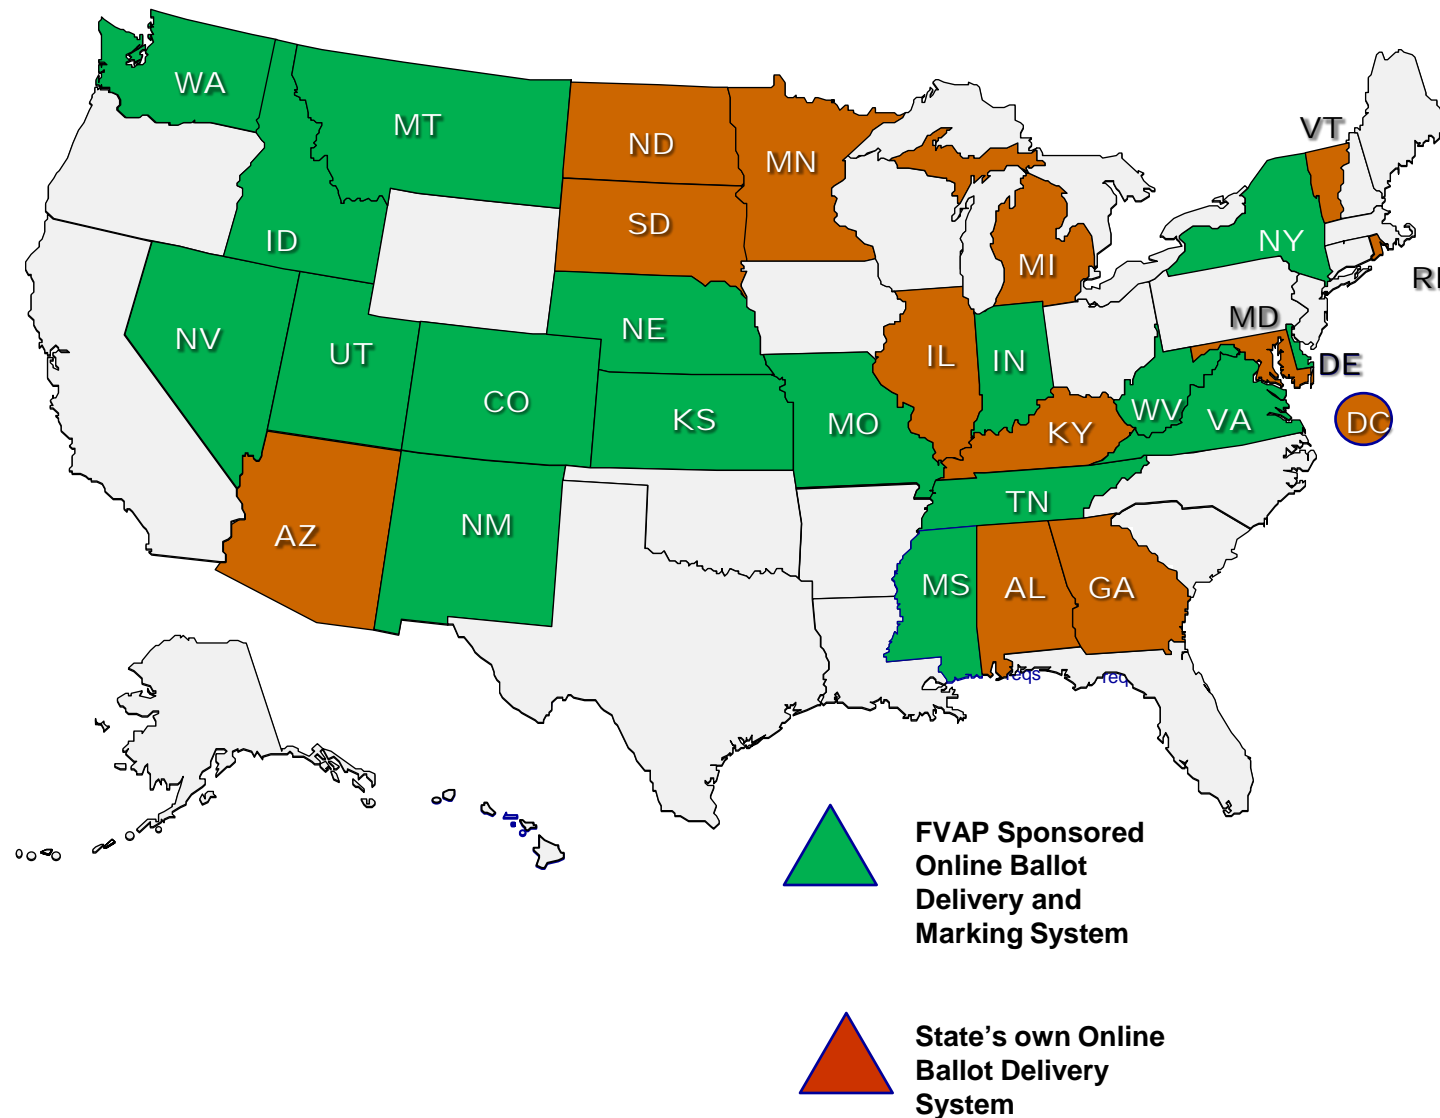 WA
MT
ND
MN
VT
SD
ID
NY
MI
RI
NE
MD
NV
UT
IL
IN
DE
CO
KS
MO
KY
WV
VA
DC
TN
AZ
NM
MS
AL
GA
reqs
req
FVAP Sponsored
Online Ballot
Delivery and
Marking System
State’s own Online
Ballot Delivery
System